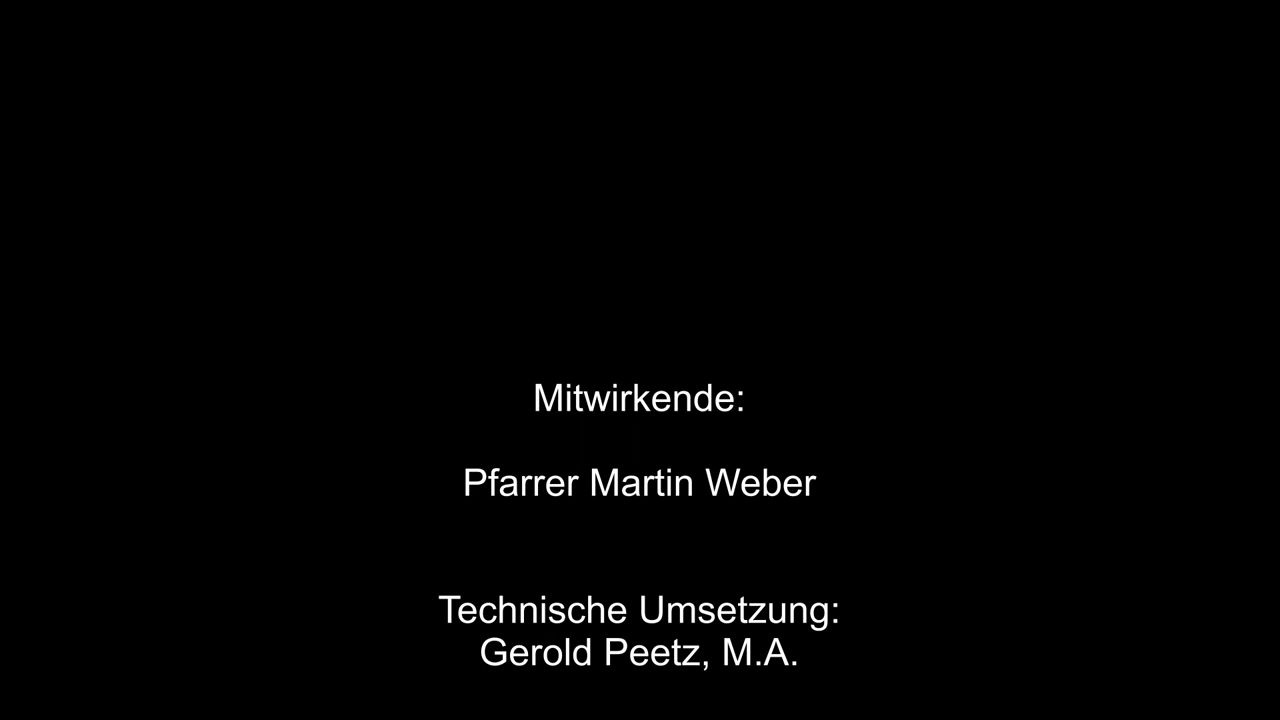 Mitwirkende:
Pfarrer Martin Weber
Technische Umsetzung:
Gerold Peetz, M.A.